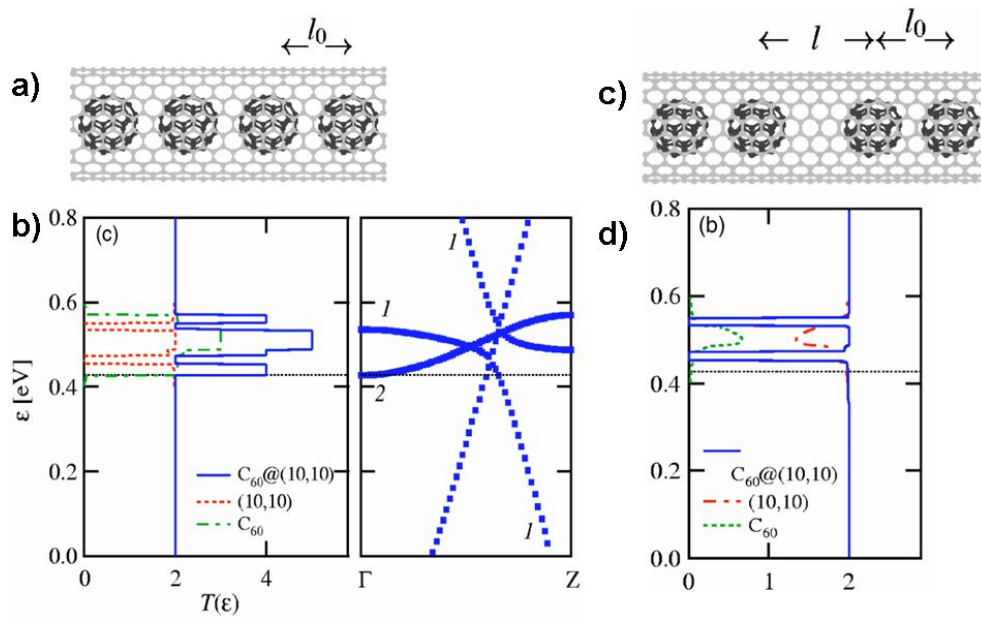 a)
l₀
c)
l
l₀
b)
(c)
0.8
0.6
0.4
0.2
0.0
ε [eV]
C₆₀@(10,10)
(10,10)
C₆₀
0
2
4
T(ε)
1
1
2
1
Γ
Z
d)
(b)
0.8
0.6
0.4
0.2
0.0
C₆₀@(10,10)
(10,10)
C₆₀
0
1
2